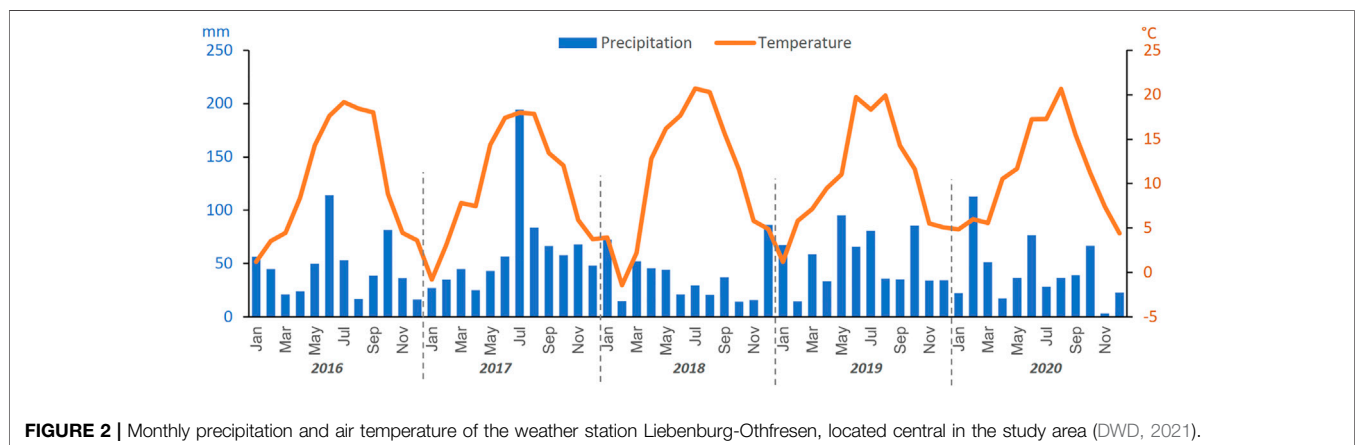 mm
°C
Precipitation
Temperature
250
200
150
100
50
0
25
20
15
10
5
0
-5
Jan
Mar
May
Jul
Sep
Nov
Jan
Mar
May
Jul
Sep
Nov
Jan
Mar
May
Jul
Sep
Nov
Jan
Mar
May
Jul
Sep
Nov
Jan
Mar
May
Jul
Sep
Nov
2016
2017
2018
2019
2020
FIGURE 2 | Monthly precipitation and air temperature of the weather station Liebenburg-Othfresen, located central in the study area (DWD, 2021).